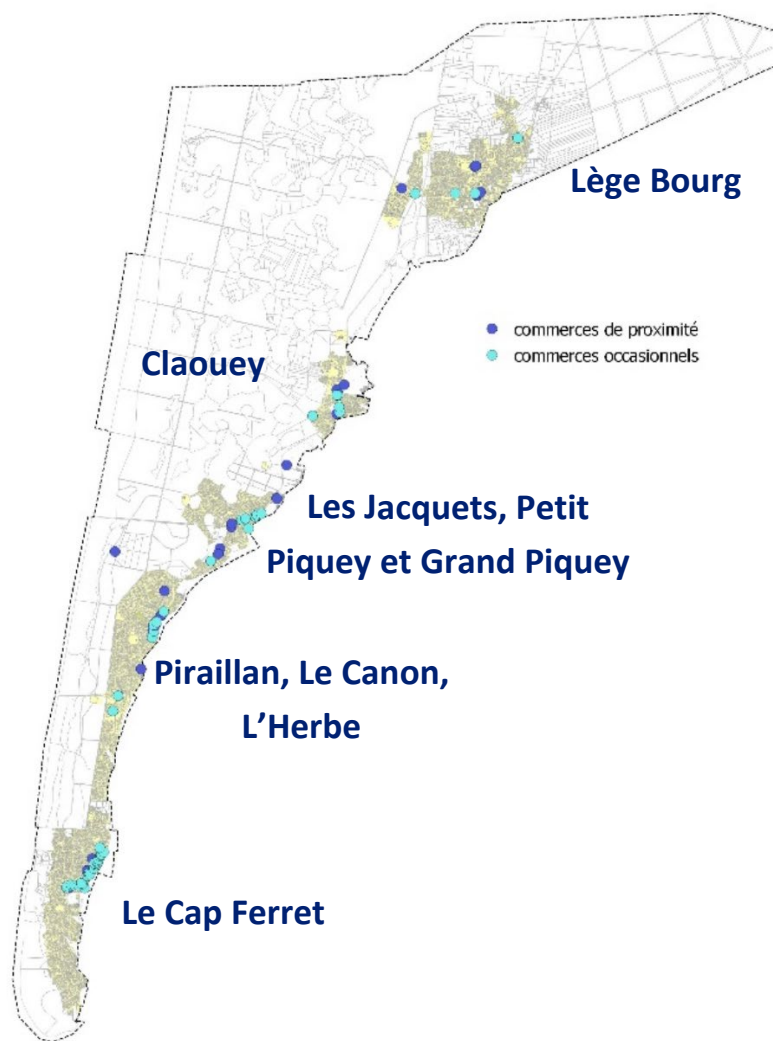 Lège Bourg
commerces de proximité
commerces occasionnels
Claouey
Les Jacquets, Petit
Piquey et Grand Piquey
Piraillan, Le Canon,
L’Herbe
Le Cap Ferret